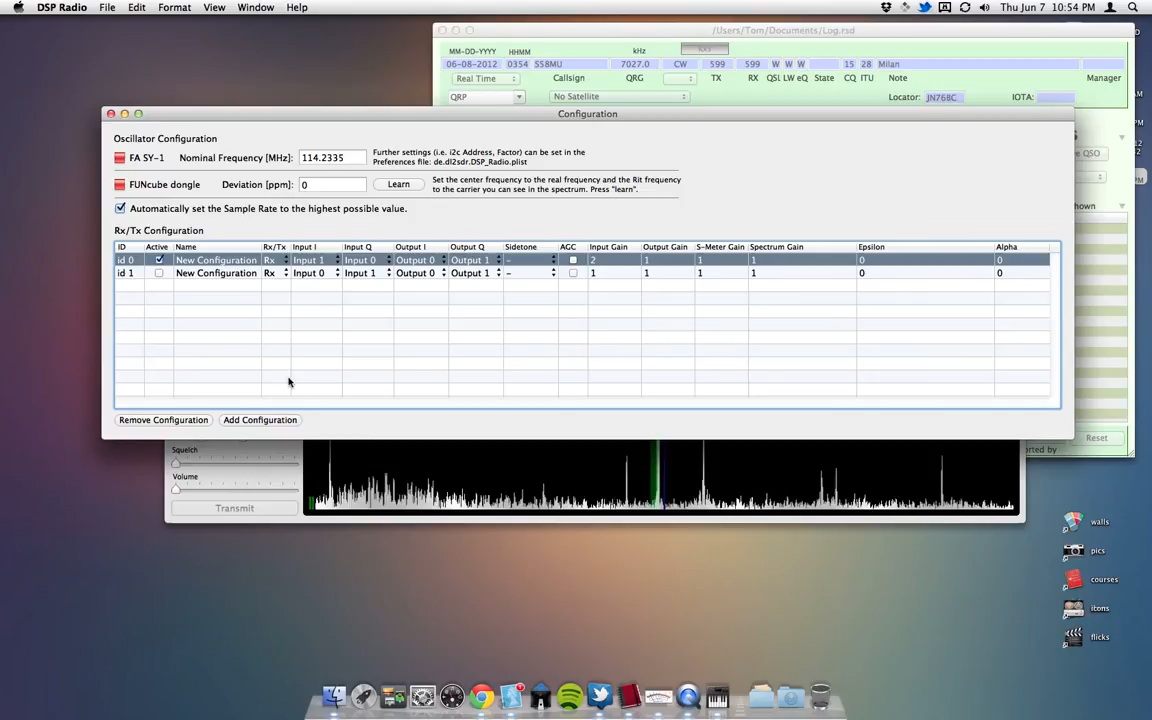 DSP Radio File Edit Format View Window Help Thu Jun 7 10:54 PM
/Users/Tom/Documents/Log.rsd
MM-DD-YYYY HHMM kHz
06-08-2012 0354 S58MU 7027.0 CW 599 599 W W W 15 28 Milan
Real Time Callsign QRG TX RX QSL LW eQ State CQ ITU Note Manager
QRP No Satellite Locator: JN76BC IOTA:
Configuration
Oscillator Configuration
FA SY-1 Nominal Frequency [MHz]: 114.2335 Further settings (i.e. i2c Address, Factor) can be set in the
Preferences file: de.dl2sdr.DSP_Radio.plist
FUNcube dongle Deviation [ppm]: 0 Learn Set the center frequency to the real frequency and the Rit frequency
to the carrier you can see in the spectrum. Press "learn".
Automatically set the Sample Rate to the highest possible value.
Rx/Tx Configuration
ID Active Name Rx/Tx Input I Input Q Output I Output Q Sidetone AGC Input Gain Output Gain S-Meter Gain Spectrum Gain Epsilon Alpha
id 0 New Configuration Rx Input 1 Input 0 Output 0 Output 1 – 2 1 1 1 0 0
id 1 New Configuration Rx Input 0 Input 1 Output 0 Output 1 – 1 1 1 1 0 0
Remove Configuration Add Configuration
QSO
hown
Reset
orted by
Squelch
Volume
Transmit
walls
pics
courses
icons
flicks